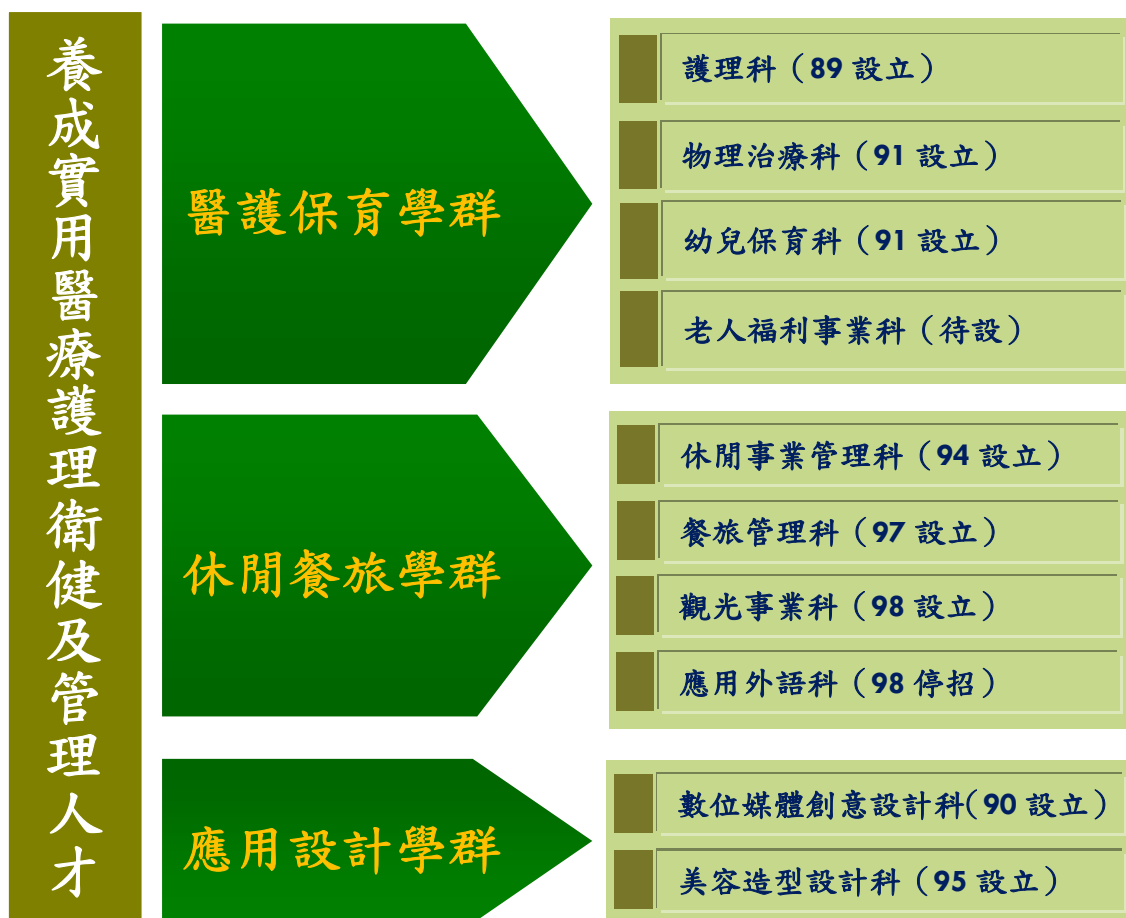 養成實用醫療護理衛健及管理人才
醫護保育學群
護理科（89 設立）
物理治療科（91 設立）
幼兒保育科（91 設立）
老人福利事業科（待設）
休閒餐旅學群
休閒事業管理科（94 設立）
餐旅管理科（97 設立）
觀光事業科（98 設立）
應用外語科（98 停招）
應用設計學群
數位媒體創意設計科（90 設立）
美容造型設計科（95 設立）